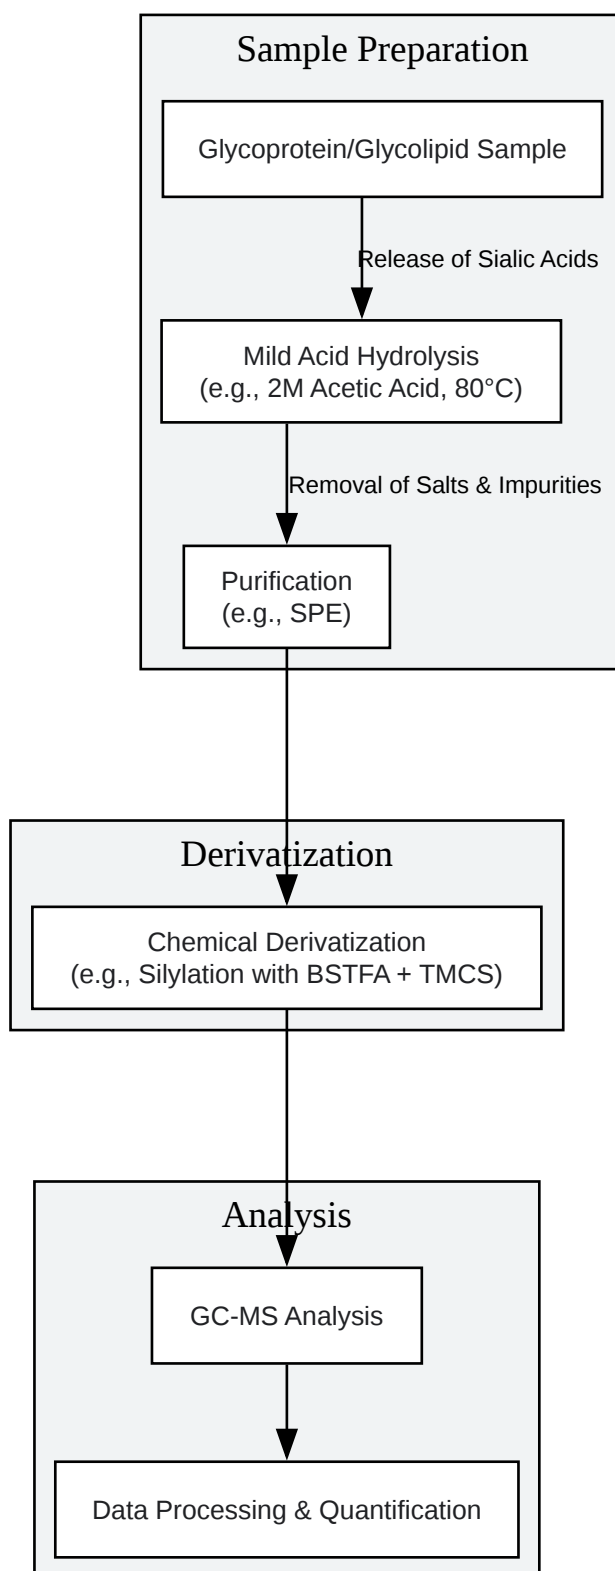 Sample Preparation
Glycoprotein/Glycolipid Sample
Release of Sialic Acids
Mild Acid Hydrolysis
(e.g., 2M Acetic Acid, 80°C)
Removal of Salts & Impurities
Purification
(e.g., SPE)
Derivatization
Chemical Derivatization
(e.g., Silylation with BSTFA + TMCS)
Analysis
GC-MS Analysis
Data Processing & Quantification